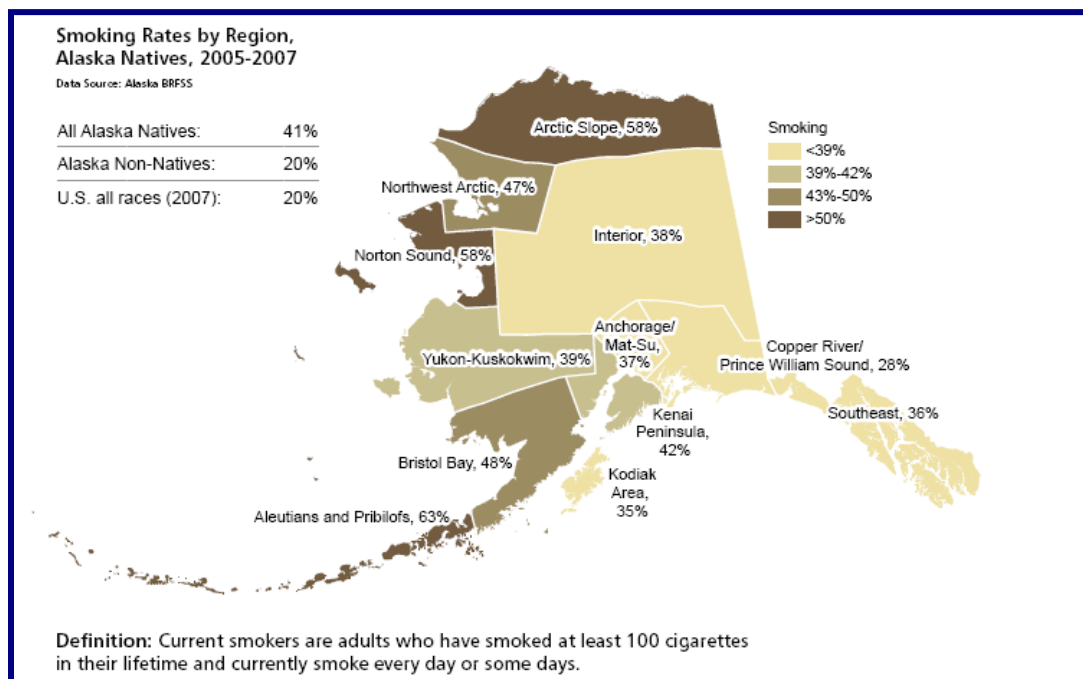 Smoking Rates by Region,
Alaska Natives, 2005-2007
Data Source: Alaska BRFSS
All Alaska Natives: 41%
Alaska Non-Natives: 20%
U.S. all races (2007): 20%
Smoking
<39%
39%-42%
43%-50%
>50%
Arctic Slope, 58%
Northwest Arctic, 47%
Interior, 38%
Norton Sound, 58%
Anchorage/
Mat-Su,
37%
Yukon-Kuskokwim, 39%
Copper River/
Prince William Sound, 28%
Southeast, 36%
Kenai
Peninsula,
42%
Bristol Bay, 48%
Kodiak
Area,
35%
Aleutians and Pribilofs, 63%
Definition: Current smokers are adults who have smoked at least 100 cigarettes
in their lifetime and currently smoke every day or some days.